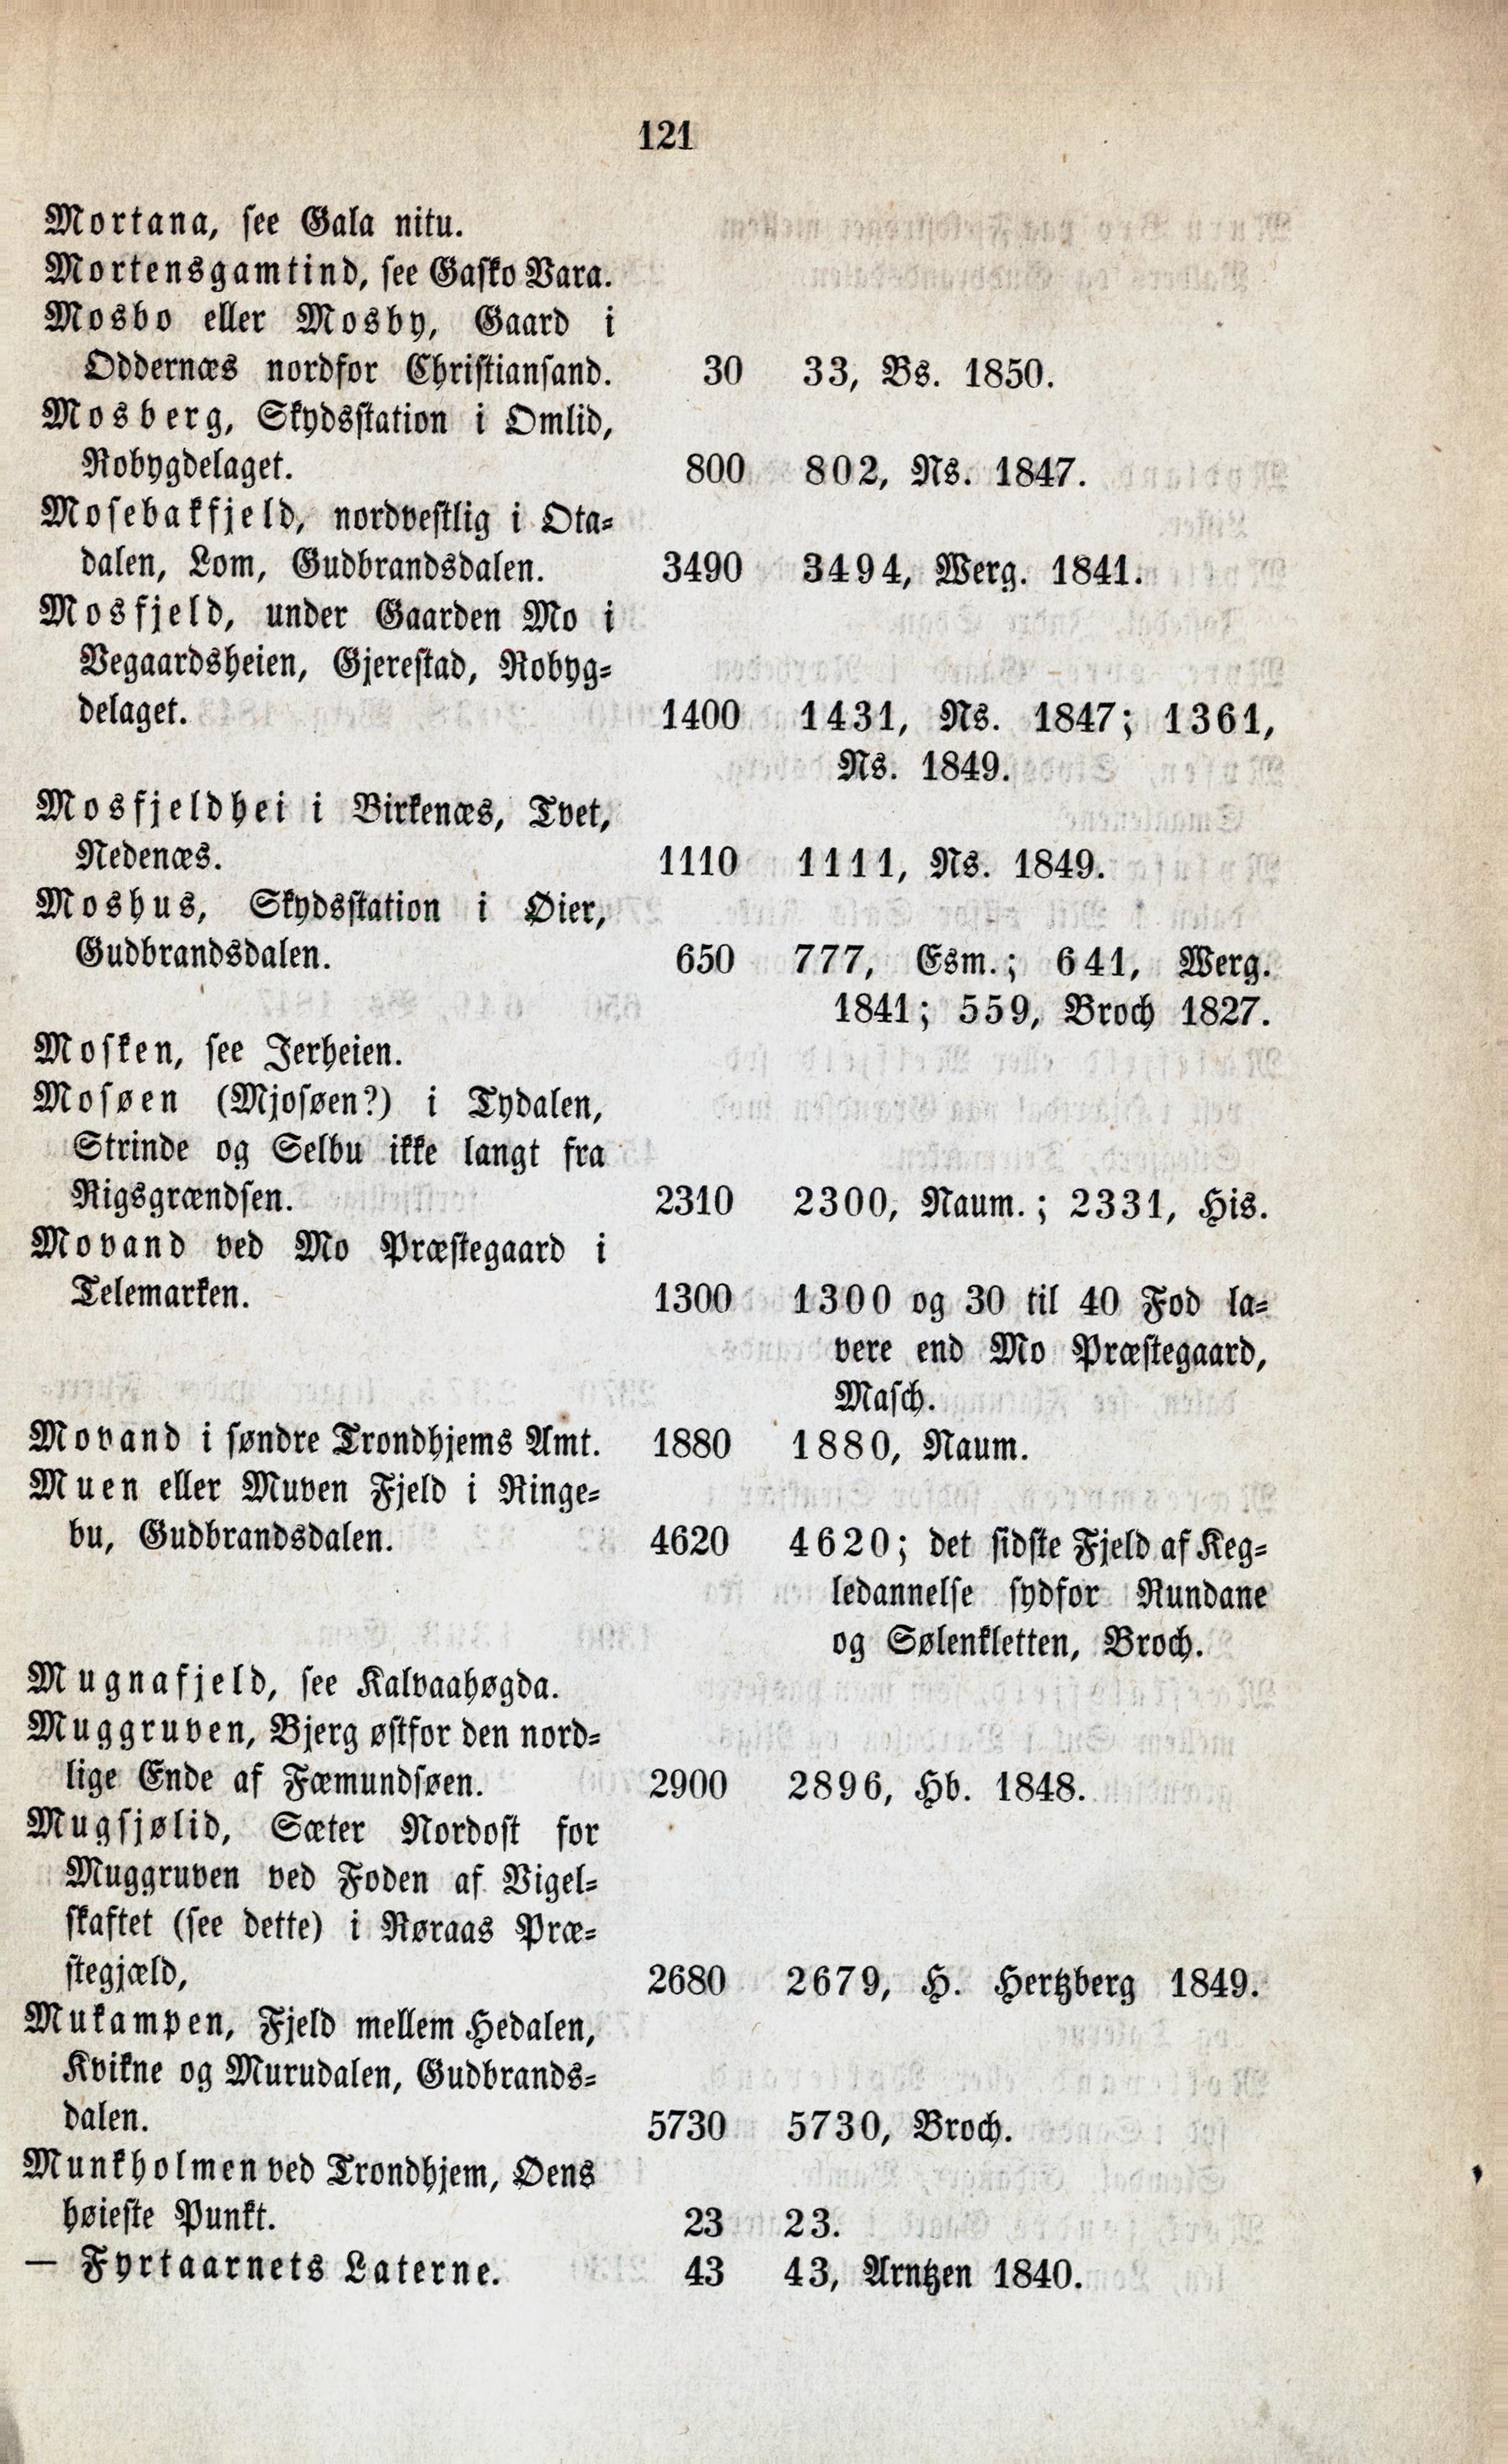 121
Mortana, see Gala nitu.
Mortensgamtind, see Gasko Vara.
Mosbo eller Mosby, Gaard i
Oddernæs nordfor Christiansand. 30 33, Bs. 1850.
Mosberg, Skydsstation i Omlid,
Robygdelaget. 800 802, Ns. 1847.
Mosebakfjeld, nordvestlig i Ota-
dalen, Lom, Gudbrandsdalen. 3490 3494, Werg. 1841.
Mosfjeld, under Gaarden Mo i
Vegaardsheien, Gjerestad, Robyg-
delaget. 1400 1431, Ns. 1847; 1361,
Ns. 1849.
Mosfjeldhei i Birkenæs, Tvet,
Nedenæs. 1110 1111, Ns. 1849.
Moshus, Skydsstation i Øier,
Gudbrandsdalen. 650 777, Esm.; 641, Werg.
1841; 559, Broch 1827.
Mosken, see Jerheien.
Mosøen (Mjosøen?) i Tydalen,
Strinde og Selbu ikke langt fra
Rigsgrændsen. 2310 2300, Naum.; 2331, His.
Movand ved Mo Præstegaard i
Telemarken. 1300 1300 og 30 til 40 Fod la-
vere end Mo Præstegaard,
Masch.
Movand i søndre Trondhjems Amt. 1880 1880, Naum.
Muen eller Muven Fjeld i Ringe-
bu, Gudbrandsdalen. 4620 4620; det sidste Fjeld af Keg-
ledannelse sydfor Rundane
og Sølenkletten, Broch.
Mugnafjeld, see Kalvaahøgda.
Muggruven, Bjerg østfor den nord-
lige Ende af Fæmundsøen. 2900 2896, Hb. 1848.
Mugsjølid, Sæter Nordost for
Muggruven ved Foden af Vigel-
skaftet (see dette) i Røraas Præ-
stegjæld, 2680 2679, H. Hertzberg 1849.
Mukampen, Fjeld mellem Hedalen,
Kvikne og Murudalen, Gudbrands-
dalen. 5730 5730, Broch.
Munkholmen ved Trondhjem, Øens
høieste Punkt. 23 23.
— Fyrtaarnets Laterne. 43 43, Arntzen 1840.